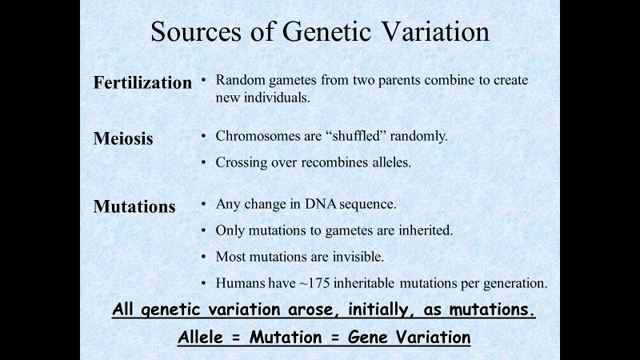 Sources of Genetic Variation
Fertilization • Random gametes from two parents combine to create
new individuals.
Meiosis • Chromosomes are “shuffled” randomly.
• Crossing over recombines alleles.
Mutations • Any change in DNA sequence.
• Only mutations to gametes are inherited.
• Most mutations are invisible.
• Humans have ~175 inheritable mutations per generation.
All genetic variation arose, initially, as mutations.
Allele = Mutation = Gene Variation